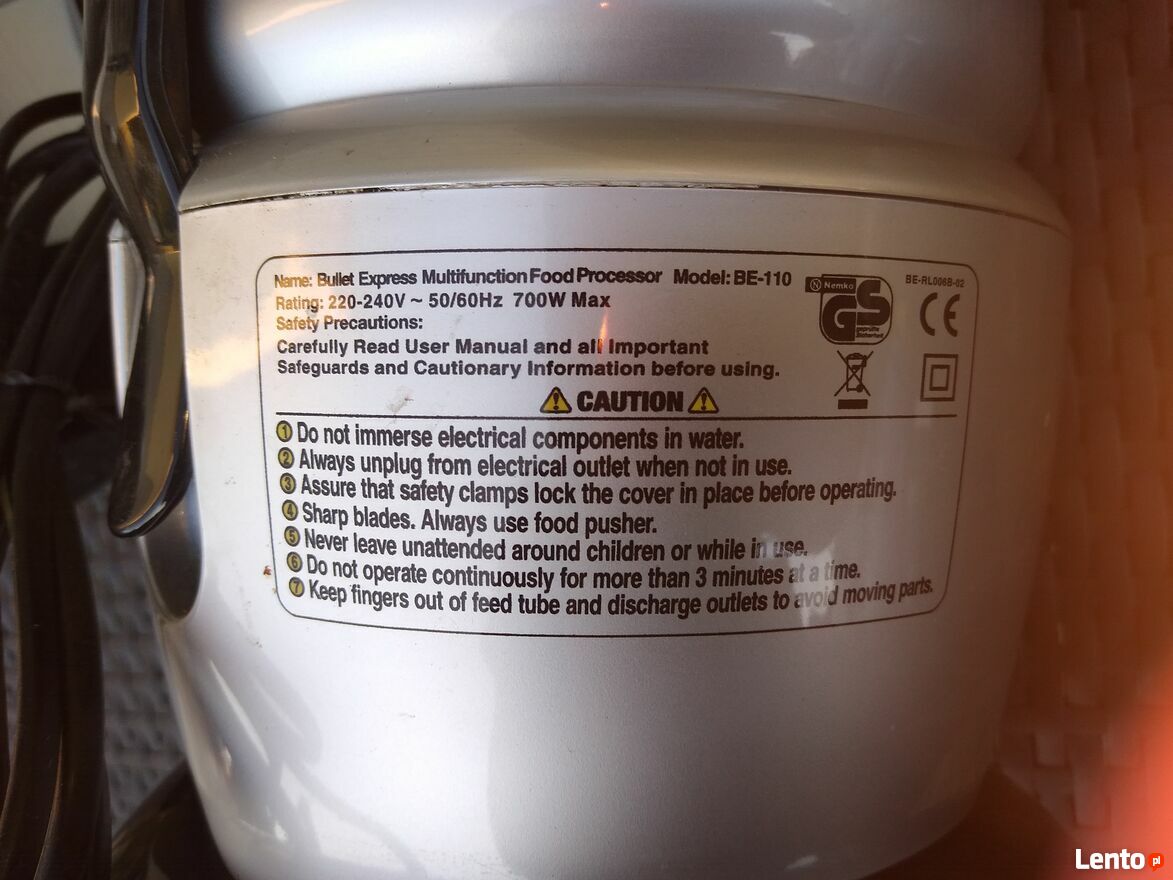 Name: Bullet Express Multifunction Food Processor Model: BE-110
BE-RL006B-02
Rating: 220-240V ~ 50/60Hz 700W Max
Nemko
GS
CE
Safety Precautions:
Carefully Read User Manual and all Important
Safeguards and Cautionary Information before using.
CAUTION
1 Do not immerse electrical components in water.
2 Always unplug from electrical outlet when not in use.
3 Assure that safety clamps lock the cover in place before operating.
4 Sharp blades. Always use food pusher.
5 Never leave unattended around children or while in use.
6 Do not operate continuously for more than 3 minutes at a time.
7 Keep fingers out of feed tube and discharge outlets to avoid moving parts.
Lento pl